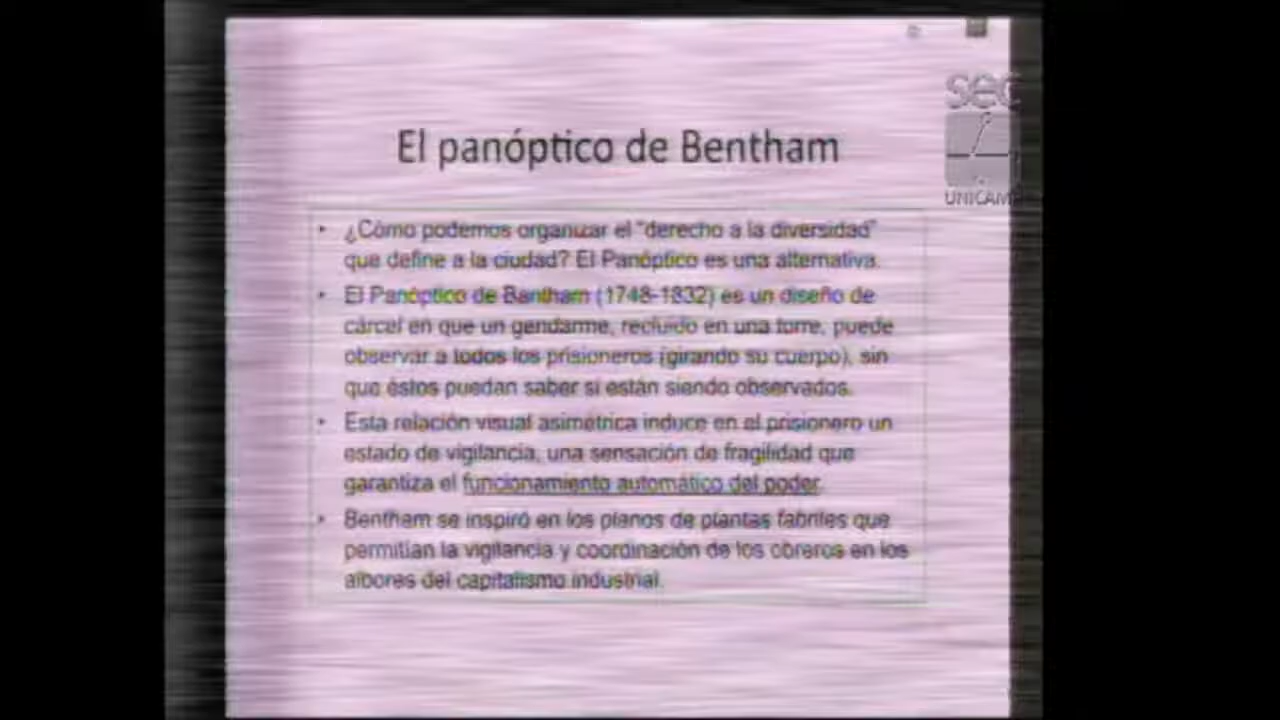 sec
UNICAMP
El panóptico de Bentham
• ¿Cómo podemos organizar el "derecho a la diversidad"
que define a la ciudad? El Panóptico es una alternativa.
• El Panóptico de Bentham (1748-1832) es un diseño de
cárcel en que un gendarme, recluido en una torre, puede
observar a todos los prisioneros (girando su cuerpo), sin
que éstos puedan saber si están siendo observados.
• Esta relación visual asimétrica induce en el prisionero un
estado de vigilancia, una sensación de fragilidad que
garantiza el funcionamiento automático del poder.
• Bentham se inspiró en los planos de plantas fabriles que
permitían la vigilancia y coordinación de los obreros en los
albores del capitalismo industrial.